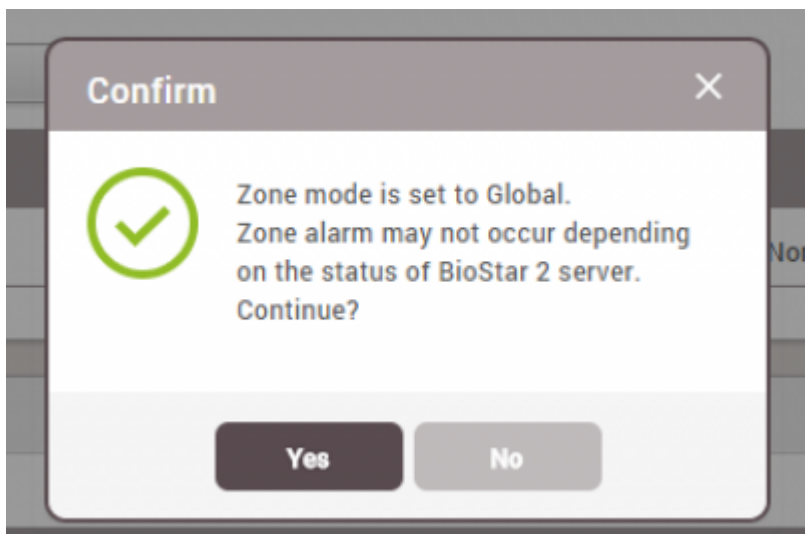 Confirm
Zone mode is set to Global.
Zone alarm may not occur depending
on the status of BioStar 2 server.
Continue?
Yes
No